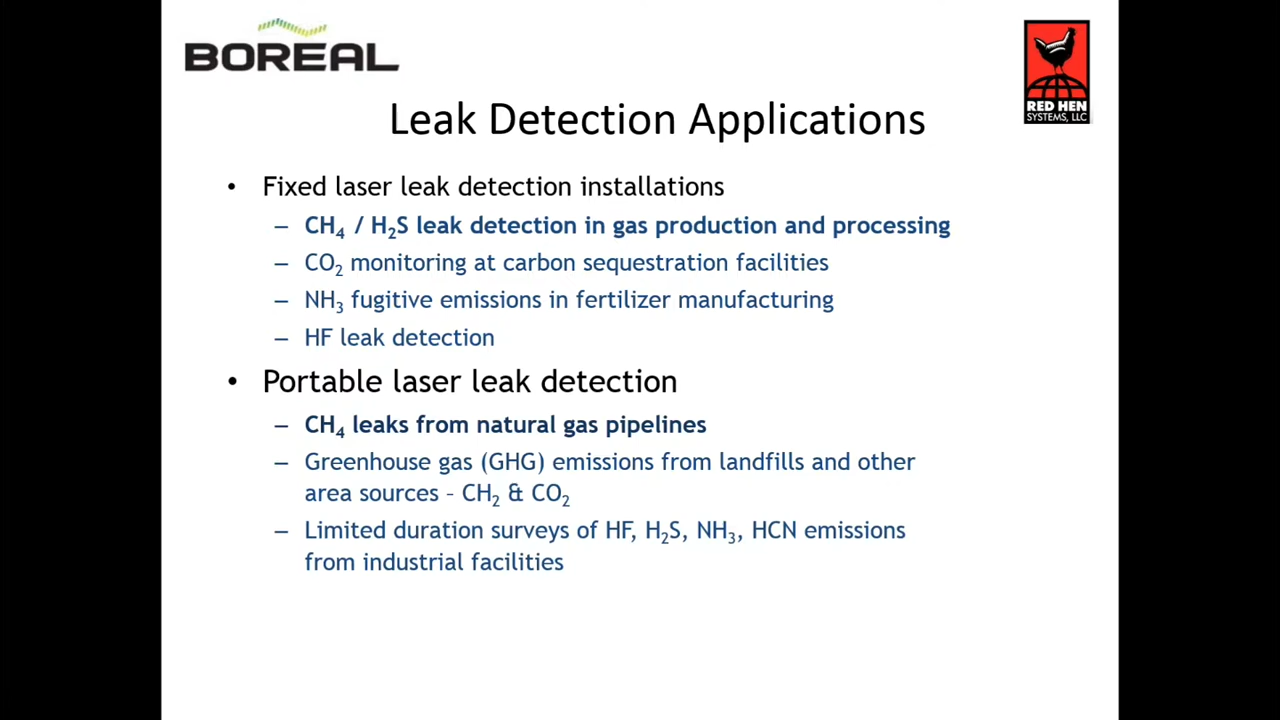 BOREAL
RED HEN
SYSTEMS, LLC
Leak Detection Applications
• Fixed laser leak detection installations
– CH₄ / H₂S leak detection in gas production and processing
– CO₂ monitoring at carbon sequestration facilities
– NH₃ fugitive emissions in fertilizer manufacturing
– HF leak detection
• Portable laser leak detection
– CH₄ leaks from natural gas pipelines
– Greenhouse gas (GHG) emissions from landfills and other
area sources – CH₂ & CO₂
– Limited duration surveys of HF, H₂S, NH₃, HCN emissions
from industrial facilities